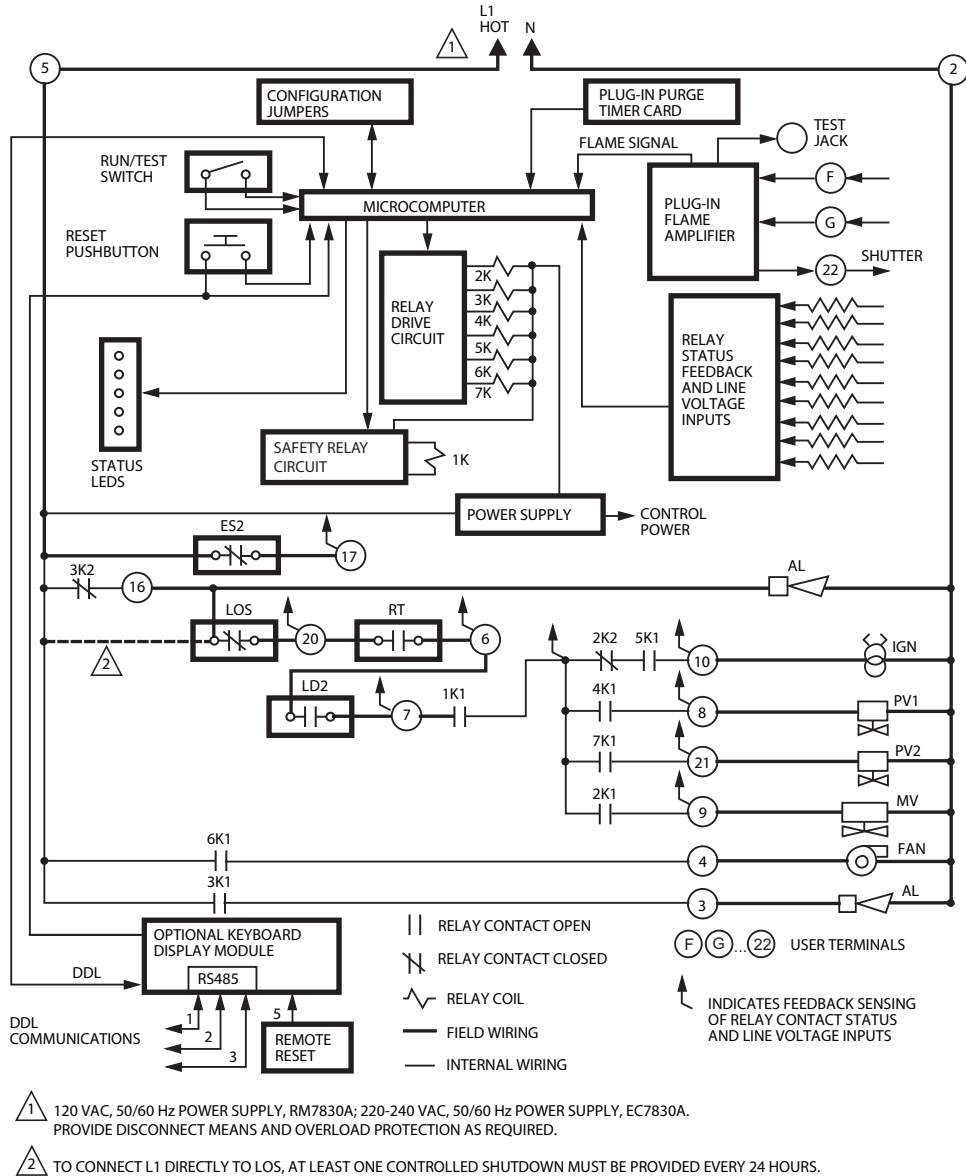 L1
HOT
N
1
5
2
CONFIGURATION
JUMPERS
PLUG-IN PURGE
TIMER CARD
TEST
JACK
FLAME SIGNAL
RUN/TEST
SWITCH
F
MICROCOMPUTER
PLUG-IN
FLAME
AMPLIFIER
G
RESET
PUSHBUTTON
22
SHUTTER
RELAY
DRIVE
CIRCUIT
2K
3K
4K
5K
6K
7K
RELAY
STATUS
FEEDBACK
AND LINE
VOLTAGE
INPUTS
STATUS
LEDS
SAFETY RELAY
CIRCUIT
1K
POWER SUPPLY
CONTROL
POWER
ES2
17
3K2
16
AL
LOS
20
RT
6
2
2K2
5K1
10
IGN
LD2
7
1K1
4K1
8
PV1
7K1
21
PV2
2K1
9
MV
6K1
4
FAN
3K1
3
AL
OPTIONAL KEYBOARD
DISPLAY MODULE
RS485
DDL
DDL
COMMUNICATIONS
1
2
3
5
REMOTE
RESET
RELAY CONTACT OPEN
RELAY CONTACT CLOSED
RELAY COIL
FIELD WIRING
INTERNAL WIRING
F G ... 22 USER TERMINALS
INDICATES FEEDBACK SENSING
OF RELAY CONTACT STATUS
AND LINE VOLTAGE INPUTS
1 120 VAC, 50/60 Hz POWER SUPPLY, RM7830A; 220-240 VAC, 50/60 Hz POWER SUPPLY, EC7830A.
PROVIDE DISCONNECT MEANS AND OVERLOAD PROTECTION AS REQUIRED.
2 TO CONNECT L1 DIRECTLY TO LOS, AT LEAST ONE CONTROLLED SHUTDOWN MUST BE PROVIDED EVERY 24 HOURS.